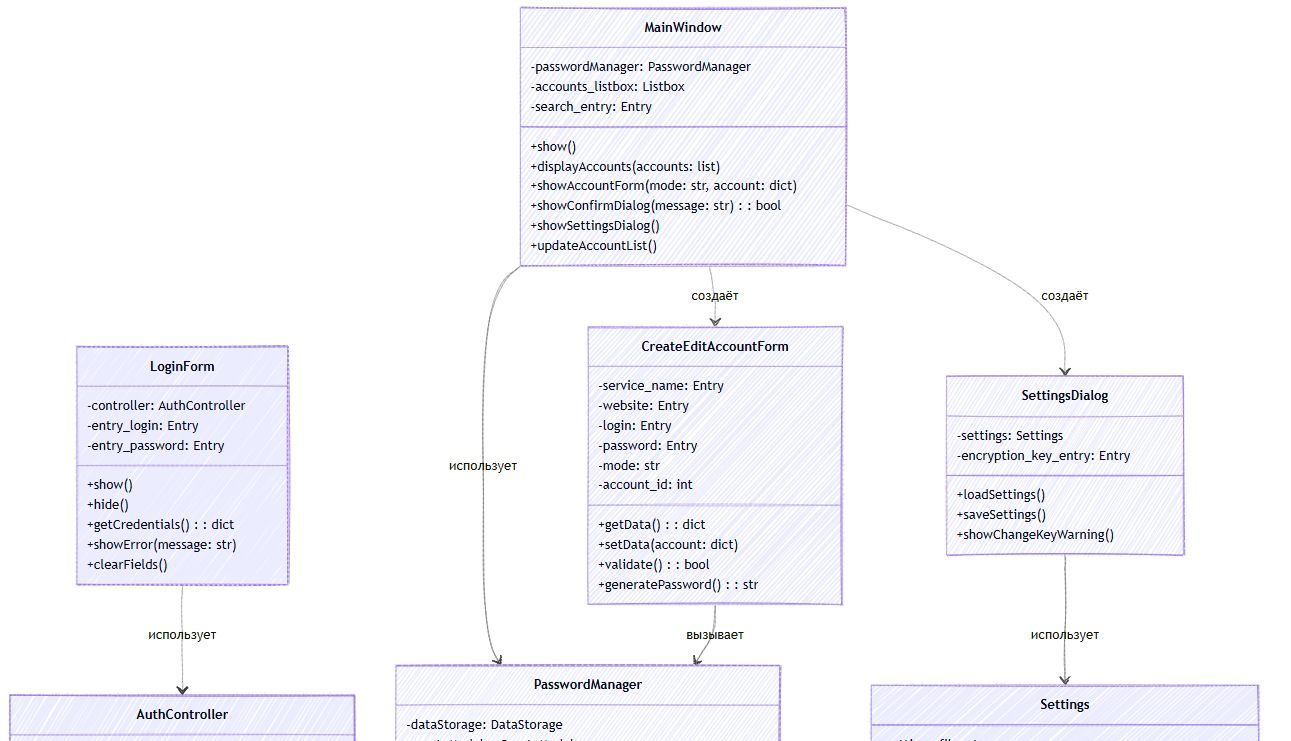 MainWindow
-passwordManager: PasswordManager
-accounts_listbox: Listbox
-search_entry: Entry
+show()
+displayAccounts(accounts: list)
+showAccountForm(mode: str, account: dict)
+showConfirmDialog(message: str) : : bool
+showSettingsDialog()
+updateAccountList()
создаёт
создаёт
LoginForm
-controller: AuthController
-entry_login: Entry
-entry_password: Entry
+show()
+hide()
+getCredentials() : : dict
+showError(message: str)
+clearFields()
использует
CreateEditAccountForm
-service_name: Entry
-website: Entry
-login: Entry
-password: Entry
-mode: str
-account_id: int
+getData() : : dict
+setData(account: dict)
+validate() : : bool
+generatePassword() : : str
SettingsDialog
-settings: Settings
-encryption_key_entry: Entry
+loadSettings()
+saveSettings()
+showChangeKeyWarning()
использует
вызывает
использует
AuthController
PasswordManager
-dataStorage: DataStorage
Settings